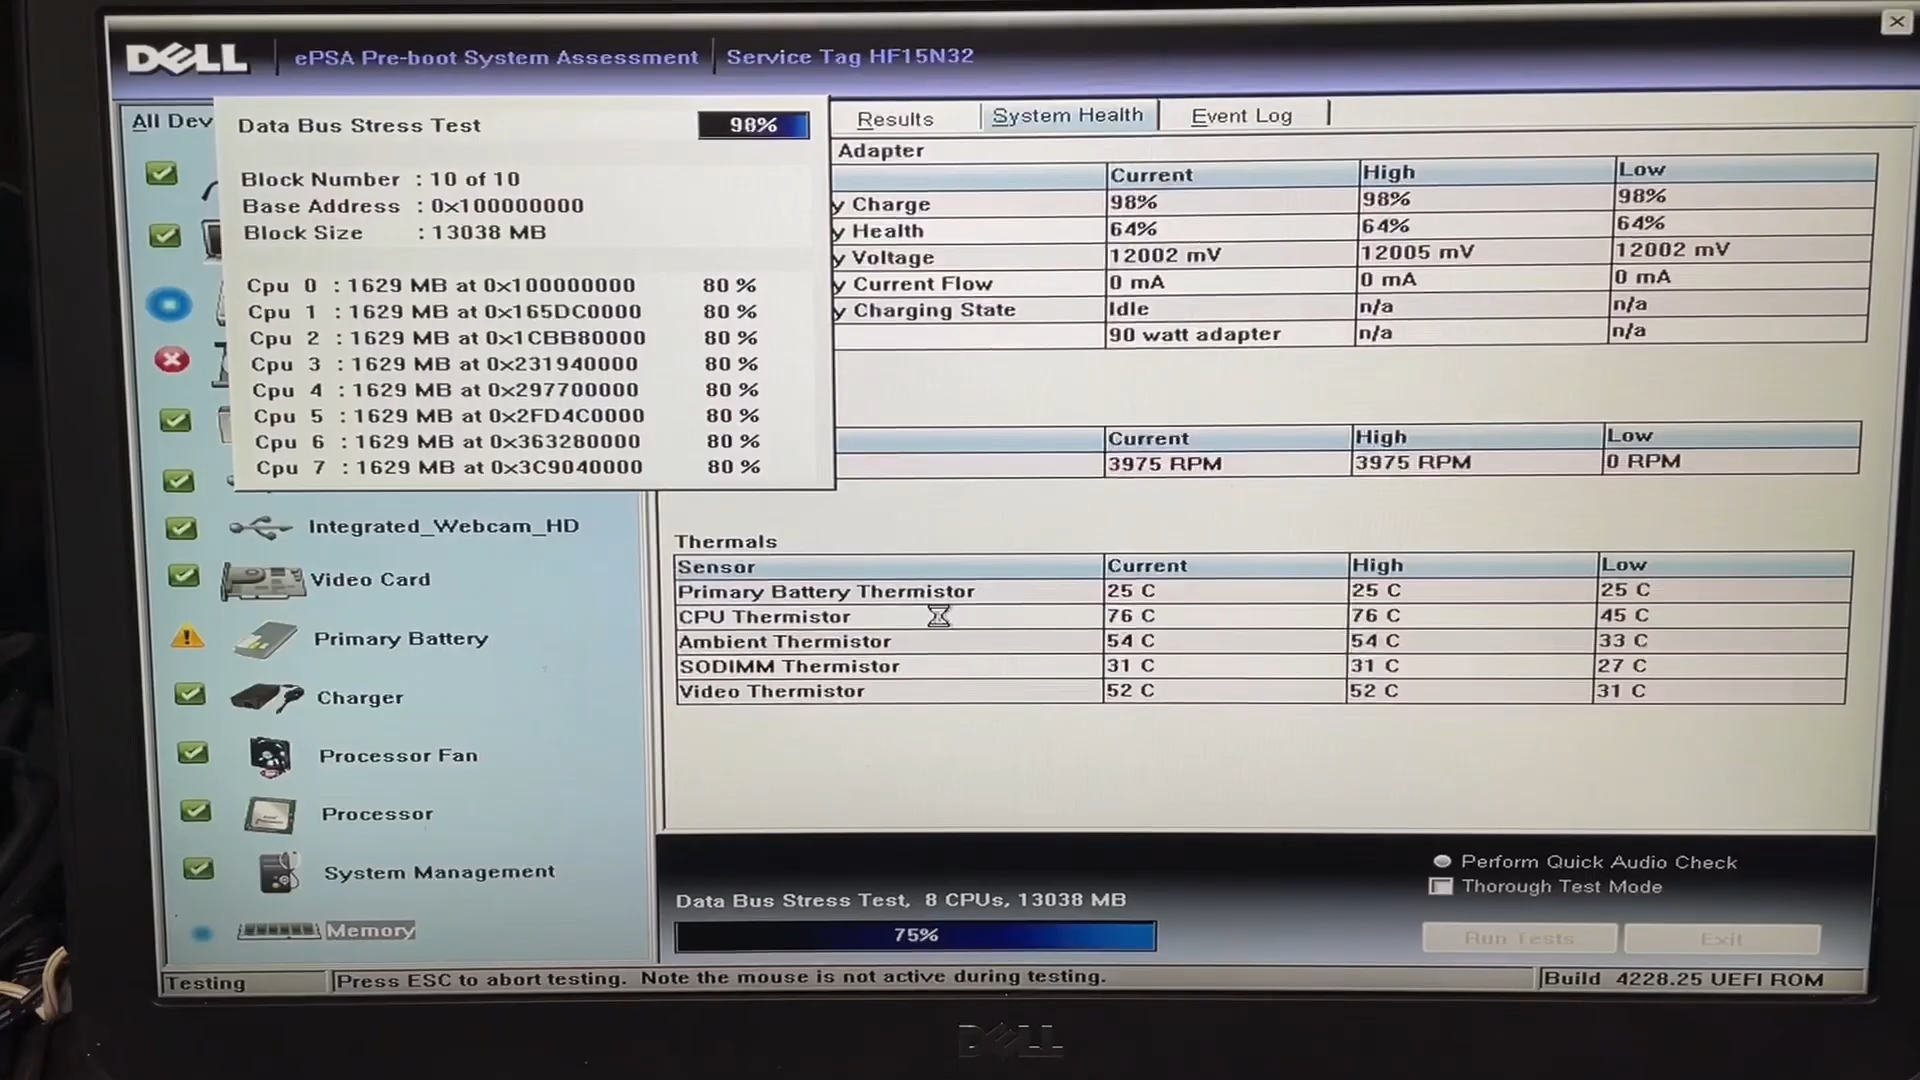 DELL ePSA Pre-boot System Assessment Service Tag HF15N32
All Dev
Data Bus Stress Test 98%
Block Number : 10 of 10
Base Address : 0x100000000
Block Size : 13038 MB
Cpu 0 : 1629 MB at 0x100000000 80 %
Cpu 1 : 1629 MB at 0x165DC0000 80 %
Cpu 2 : 1629 MB at 0x1CBB80000 80 %
Cpu 3 : 1629 MB at 0x231940000 80 %
Cpu 4 : 1629 MB at 0x297700000 80 %
Cpu 5 : 1629 MB at 0x2FD4C0000 80 %
Cpu 6 : 1629 MB at 0x363280000 80 %
Cpu 7 : 1629 MB at 0x3C9040000 80 %
Results System Health Event Log
Adapter
Current High Low
y Charge 98% 98% 98%
y Health 64% 64% 64%
y Voltage 12002 mV 12005 mV 12002 mV
y Current Flow 0 mA 0 mA 0 mA
y Charging State Idle n/a n/a
90 watt adapter n/a n/a
Current High Low
3975 RPM 3975 RPM 0 RPM
Integrated_Webcam_HD
Video Card
Primary Battery
Charger
Processor Fan
Processor
System Management
Memory
Thermals
Sensor Current High Low
Primary Battery Thermistor 25 C 25 C 25 C
CPU Thermistor 76 C 76 C 45 C
Ambient Thermistor 54 C 54 C 33 C
SODIMM Thermistor 31 C 31 C 27 C
Video Thermistor 52 C 52 C 31 C
Data Bus Stress Test, 8 CPUs, 13038 MB
75%
Perform Quick Audio Check
Thorough Test Mode
Run Tests Exit
Testing Press ESC to abort testing. Note the mouse is not active during testing. Build 4228.25 UEFI ROM
DELL